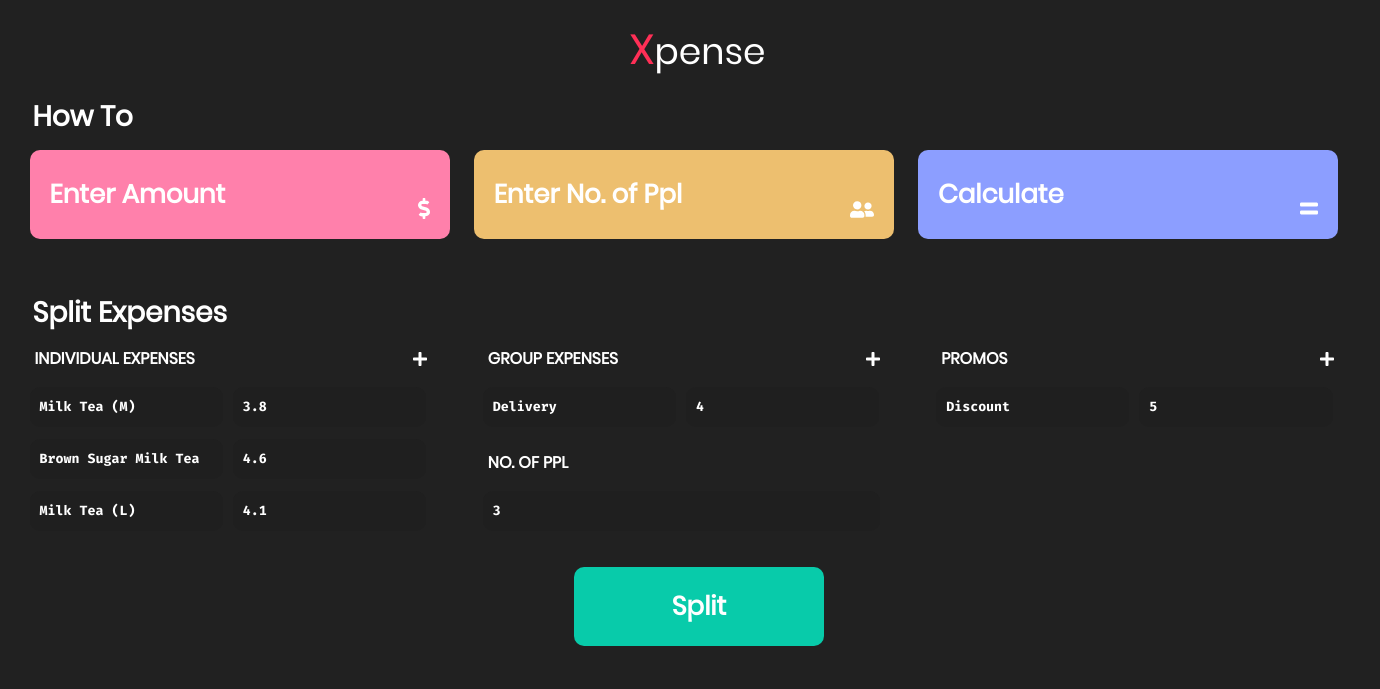 Xpense
How To
Enter Amount
$
Enter No. of Ppl
Calculate
=
Split Expenses
INDIVIDUAL EXPENSES +
Milk Tea (M) 3.8
Brown Sugar Milk Tea 4.6
Milk Tea (L) 4.1
GROUP EXPENSES +
Delivery 4
NO. OF PPL
3
PROMOS +
Discount 5
Split